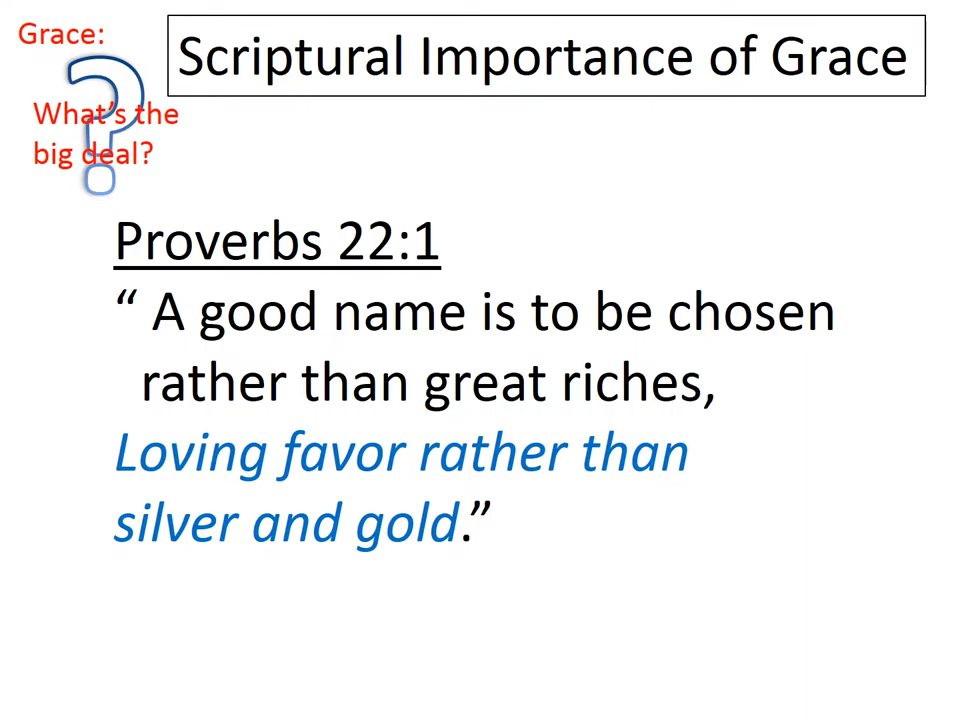 Grace:
What's the
big deal?
Scriptural Importance of Grace
Proverbs 22:1
“ A good name is to be chosen
rather than great riches,
Loving favor rather than
silver and gold.”